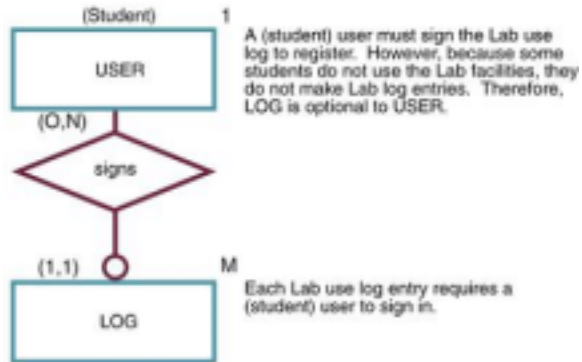 (Student) 1
USER
A (student) user must sign the Lab use
log to register. However, because some
students do not use the Lab facilities, they
do not make Lab log entries. Therefore,
LOG is optional to USER.
(O,N)
signs
(1,1) M
LOG
Each Lab use log entry requires a
(student) user to sign in.